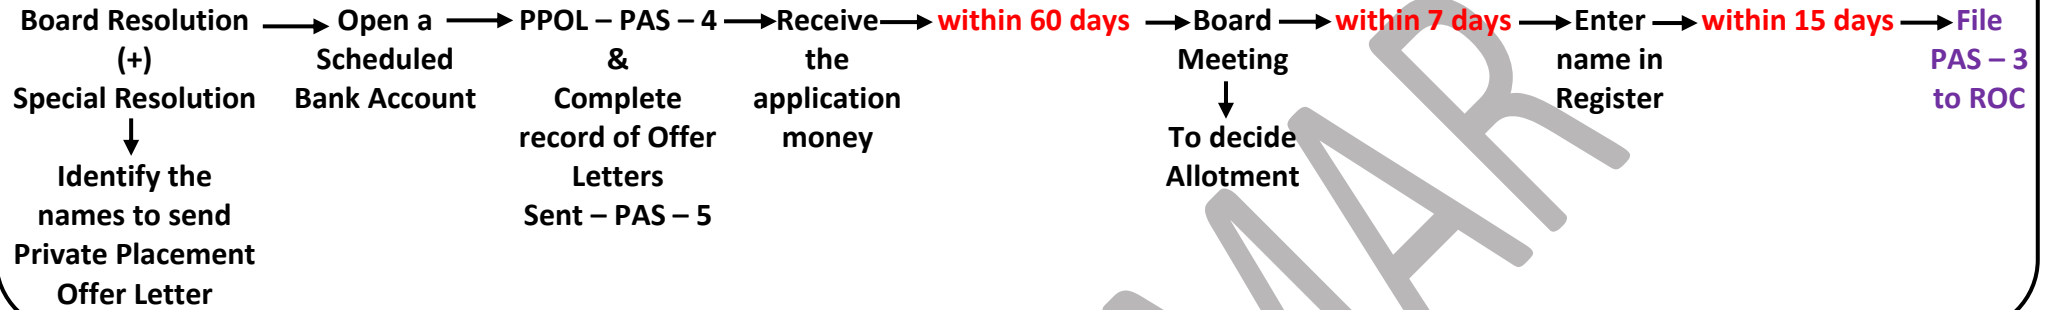 Board Resolution
(+)
Special Resolution
Identify the
names to send
Private Placement
Offer Letter
Open a
Scheduled
Bank Account
PPOL – PAS – 4
&
Complete
record of Offer
Letters
Sent – PAS – 5
Receive
the
application
money
within 60 days
Board
Meeting
To decide
Allotment
within 7 days
Enter
name in
Register
within 15 days
File
PAS – 3
to ROC
MAR